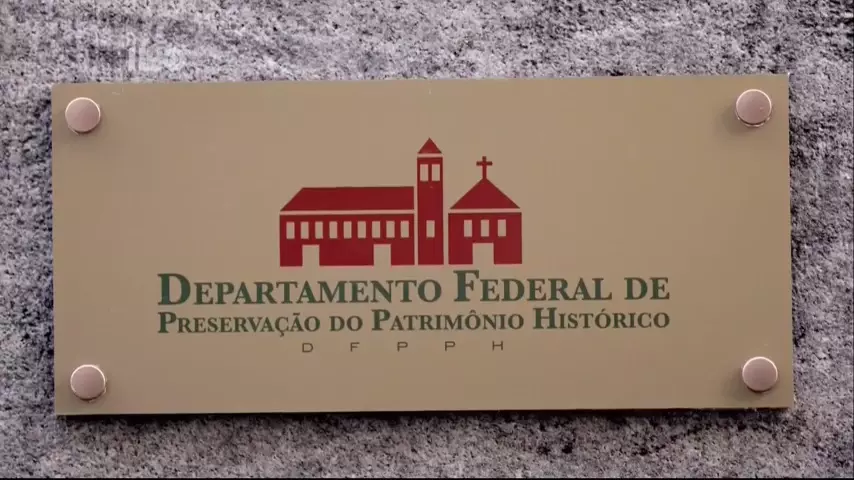 DEPARTAMENTO FEDERAL DE
PRESERVAÇÃO DO PATRIMÔNIO HISTÓRICO
DFPPH